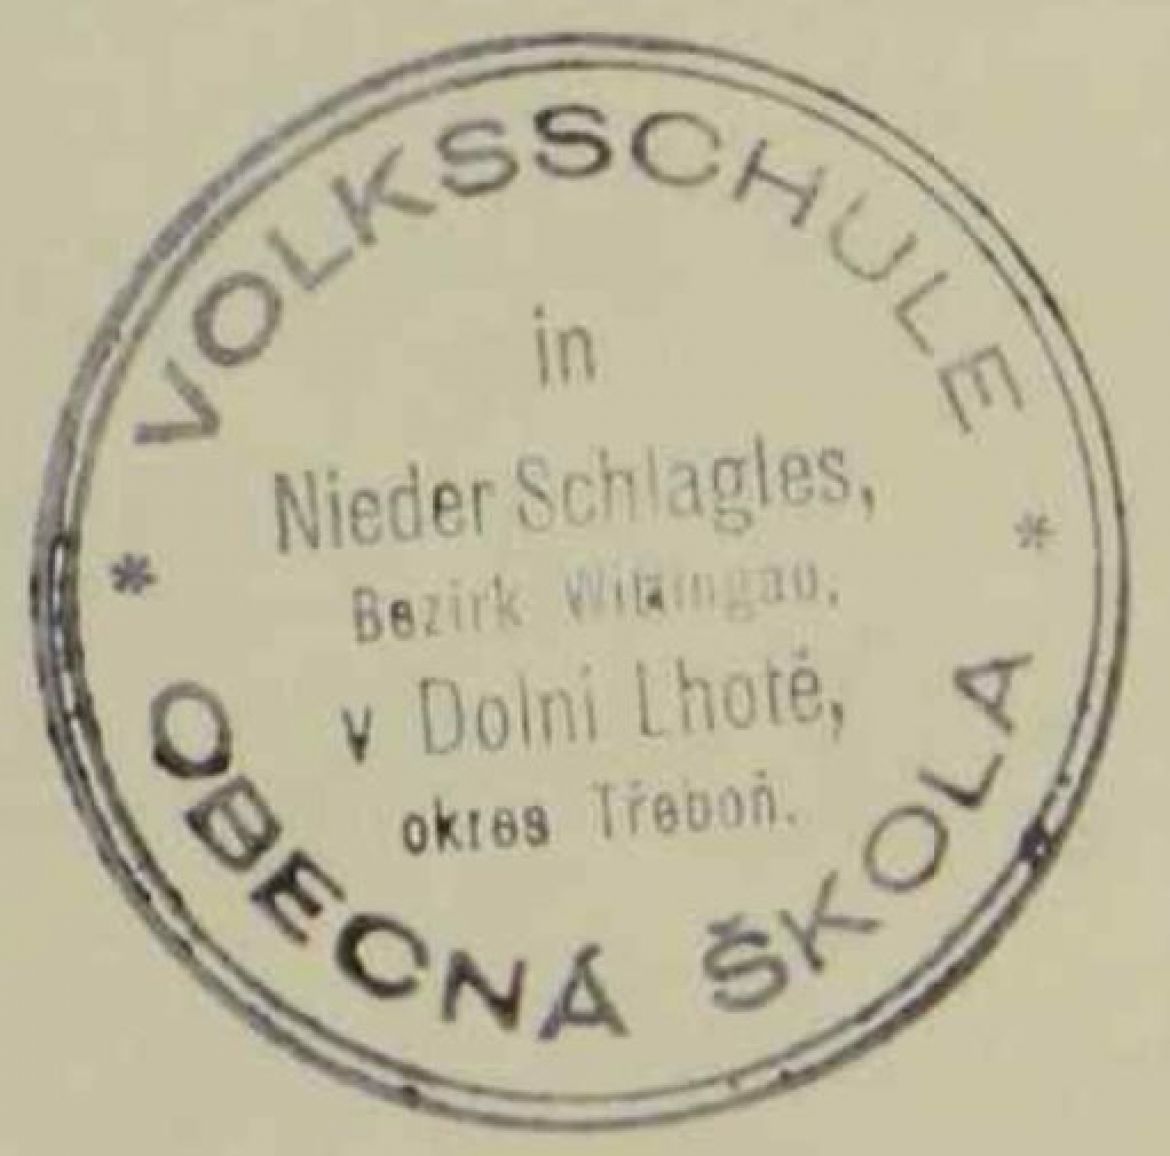 VOLKSSCHULE
in
Nieder Schlagles,
Bezirk Wittingau,
v Dolní Lhotě,
okres Třeboň.
* OBECNÁ ŠKOLA *